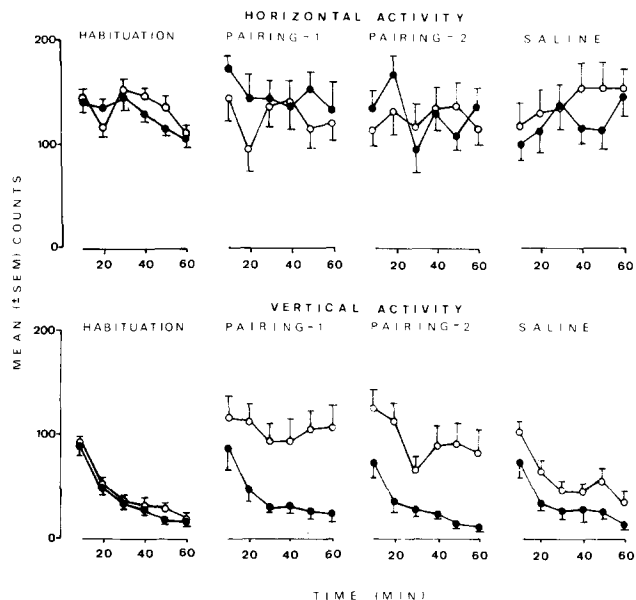 HORIZONTAL ACTIVITY
HABITUATION PAIRING-1 PAIRING-2 SALINE
200
100
0
20 40 60 20 40 60 20 40 60 20 40 60
VERTICAL ACTIVITY
HABITUATION PAIRING-1 PAIRING-2 SALINE
200
100
0
20 40 60 20 40 60 20 40 60 20 40 60
MEAN (±SEM) COUNTS
TIME (MIN)